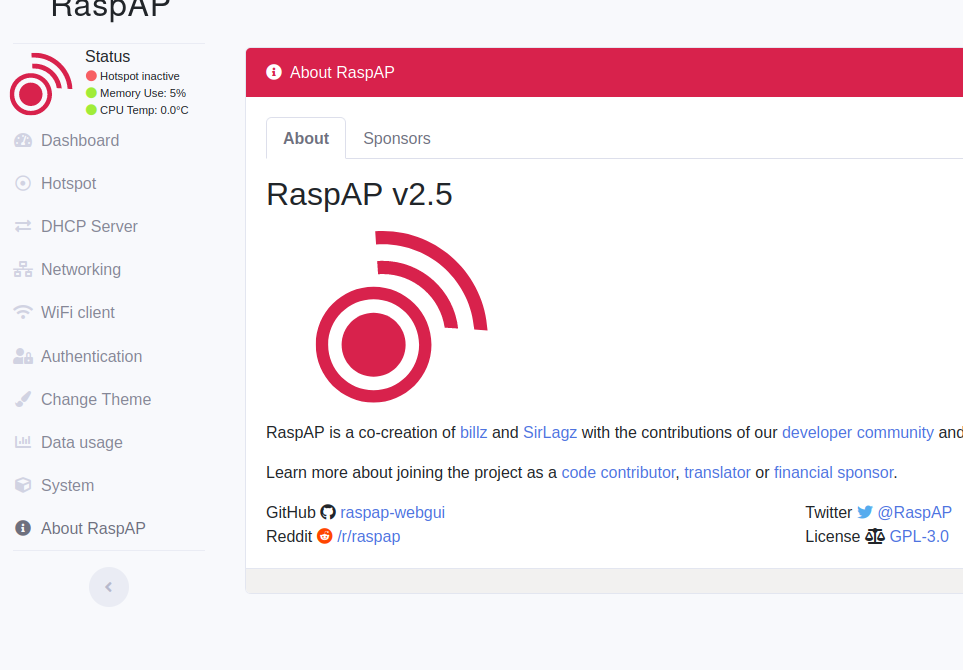 RaspAP
Status
Hotspot inactive
Memory Use: 5%
CPU Temp: 0.0°C
Dashboard
Hotspot
DHCP Server
Networking
WiFi client
Authentication
Change Theme
Data usage
System
About RaspAP
About RaspAP
About Sponsors
RaspAP v2.5
RaspAP is a co-creation of billz and SirLagz with the contributions of our developer community and
Learn more about joining the project as a code contributor, translator or financial sponsor.
GitHub raspap-webgui
Reddit /r/raspap
Twitter @RaspAP
License GPL-3.0